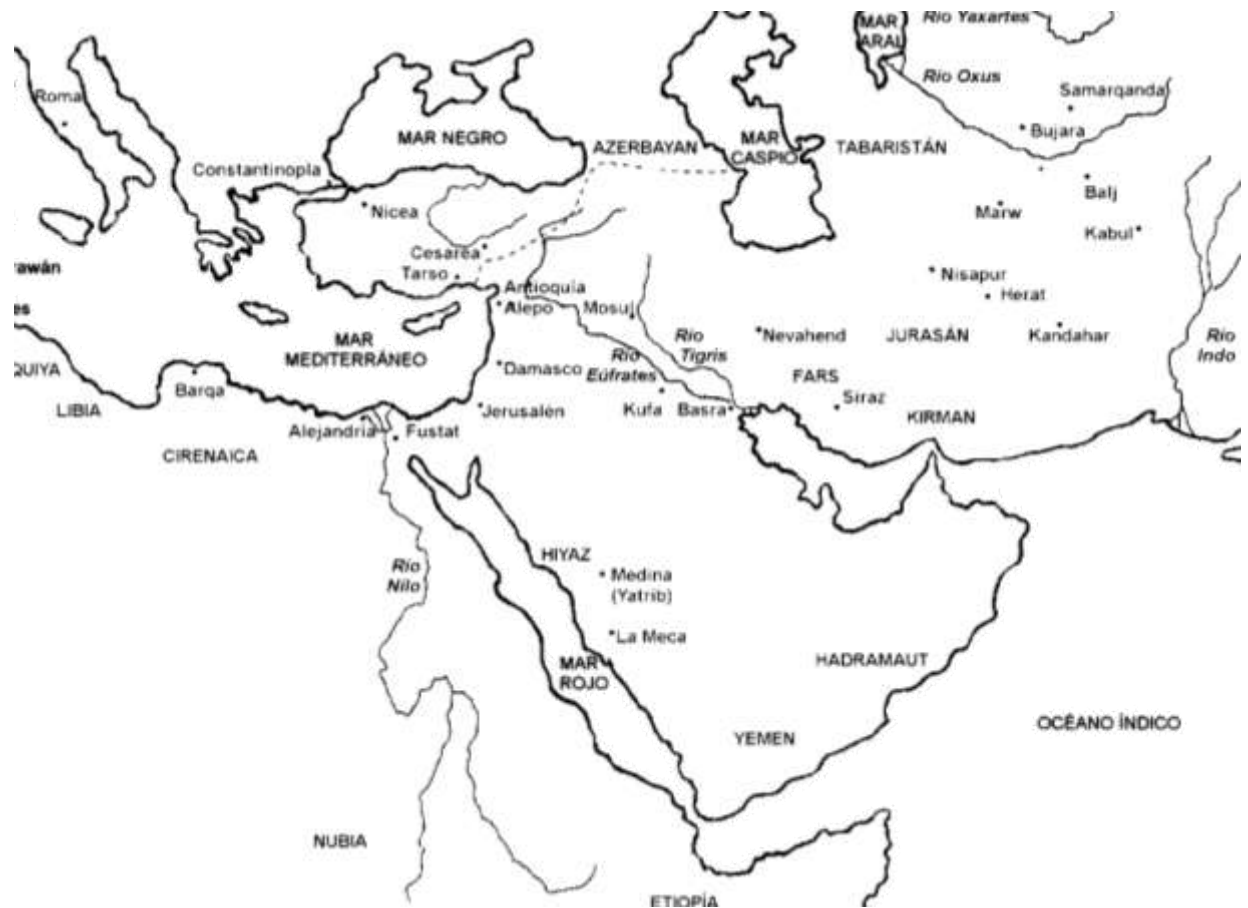 MAR
ARAL
Río Yaxartes
Río Oxus
Roma
Samarqanda
Bujara
MAR NEGRO
AZERBAYAN
MAR
CASPIO
TABARISTÁN
Constantinopla
Balj
Nicea
Marw
Kabul
Cesarea
Tarso
rawán
Nisapur
Antioquía
Herat
es
Alepo
Mosul
MAR
MEDITERRÁNEO
Río
Tigris
Nevahend
JURASÁN
Kandahar
Río
Indo
QUIYA
Damasco
Río
Eúfrates
FARS
Barqa
Siraz
LIBIA
Jerusalén
Kufa
Basra
KIRMAN
Alejandría
Fustat
CIRENAICA
HIYAZ
Río
Nilo
Medina
(Yatrib)
La Meca
MAR
ROJO
HADRAMAUT
OCÉANO ÍNDICO
YEMEN
NUBIA
ETIOPÍA